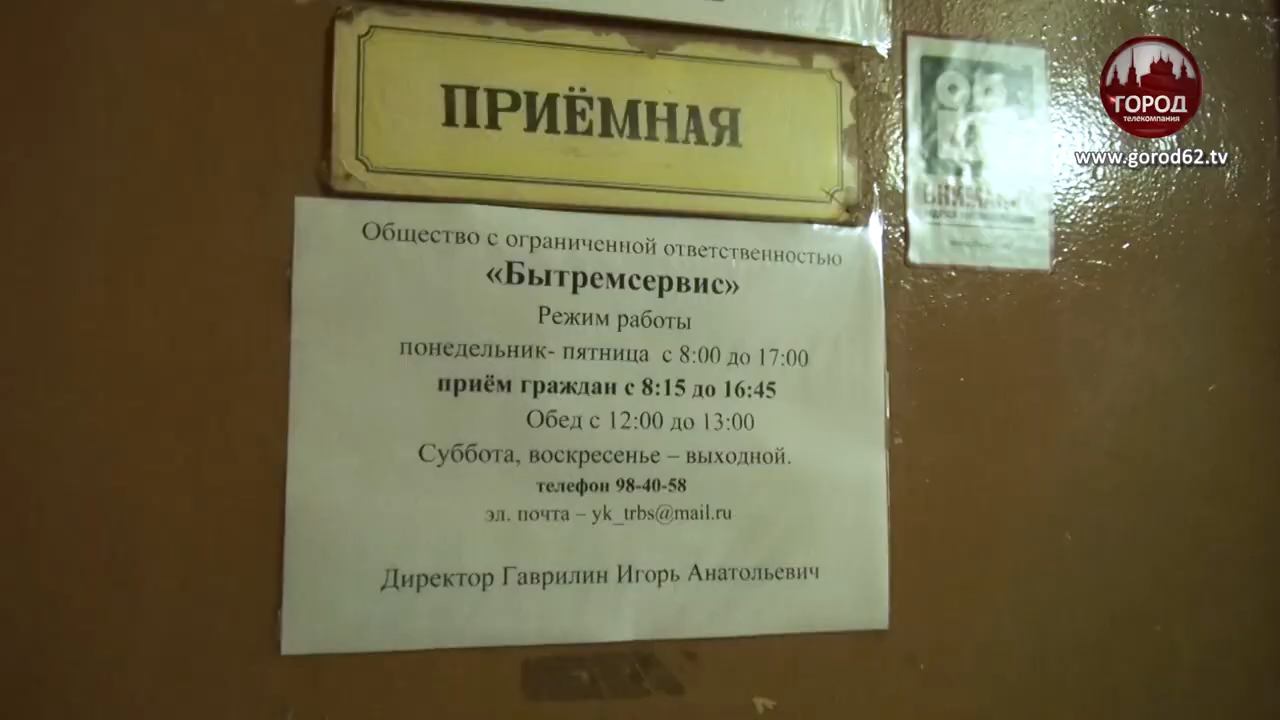 ПРИЁМНАЯ
Общество с ограниченной ответственностью
«Бытремсервис»
Режим работы
понедельник- пятница с 8:00 до 17:00
приём граждан с 8:15 до 16:45
Обед с 12:00 до 13:00
Суббота, воскресенье – выходной.
телефон 98-40-58
эл. почта – yk_trbs@mail.ru
Директор Гаврилин Игорь Анатольевич
ГОРОД
телекомпания
www.gorod62.tv